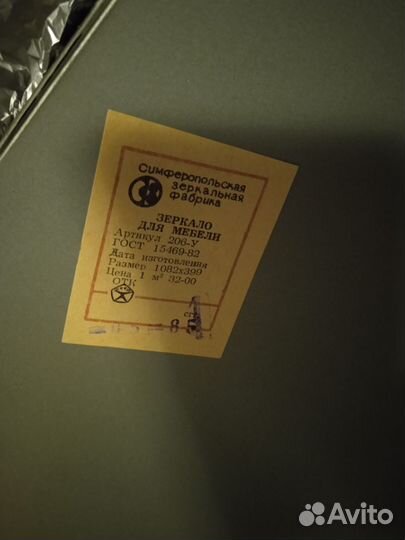 Симферопольская
зеркальная
фабрика
ЗЕРКАЛО
ДЛЯ МЕБЕЛИ
Артикул 206-У
ГОСТ 15469-82
Дата изготовления
Размер 1082х399
Цена 1 м² 32-00
ОТК
Avito